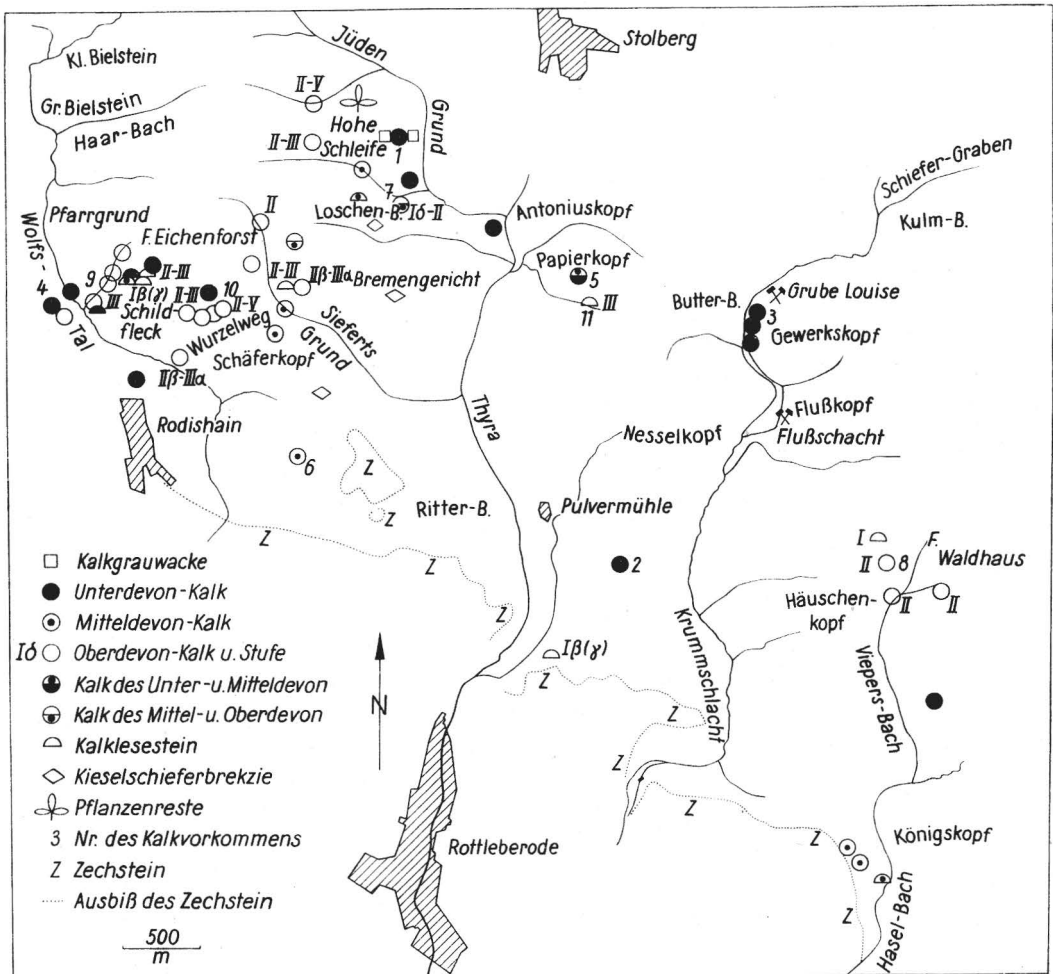 Kl. Bielstein
Gr. Bielstein
Haar-Bach
Jüden
Grund
Stolberg
II-V
Hohe
Schleife
II-III
1
7
Loschen-B.
Iδ-II
Antoniuskopf
Schiefer-Graben
Kulm-B.
Pfarrgrund
Wolfs-
Tal
F. Eichenforst
II
9
4
III
Iβ(γ)
II-III
II-III
10
II-V
Schild-
fleck
Wurzelweg
II-III
IIβ-IIIα
Bremengericht
Sieferts
Grund
Schäferkopf
IIβ-IIIα
Papierkopf
5
11
III
Butter-B.
Grube Louise
3
Gewerkskopf
Flußkopf
Flußschacht
Rodishain
Thyra
Nesselkopf
6
Z
Z
Ritter-B.
Pulvermühle
Z
Z
Z
2
I
II
8
F.
Waldhaus
Häuschen-
kopf
II
II
Krummschlacht
Viepers-Bach
Iβ(γ)
Z
Z
Z
Z
Z
Z
Königskopf
Hasel-Bach
Rottleberode
N
Kalkgrauwacke
Unterdevon-Kalk
Mitteldevon-Kalk
Iδ Oberdevon-Kalk u. Stufe
Kalk des Unter-u. Mitteldevon
Kalk des Mittel-u. Oberdevon
Kalklesestein
Kieselschieferbrekzie
Pflanzenreste
3 Nr. des Kalkvorkommens
Z Zechstein
Ausbiß des Zechstein
500
m